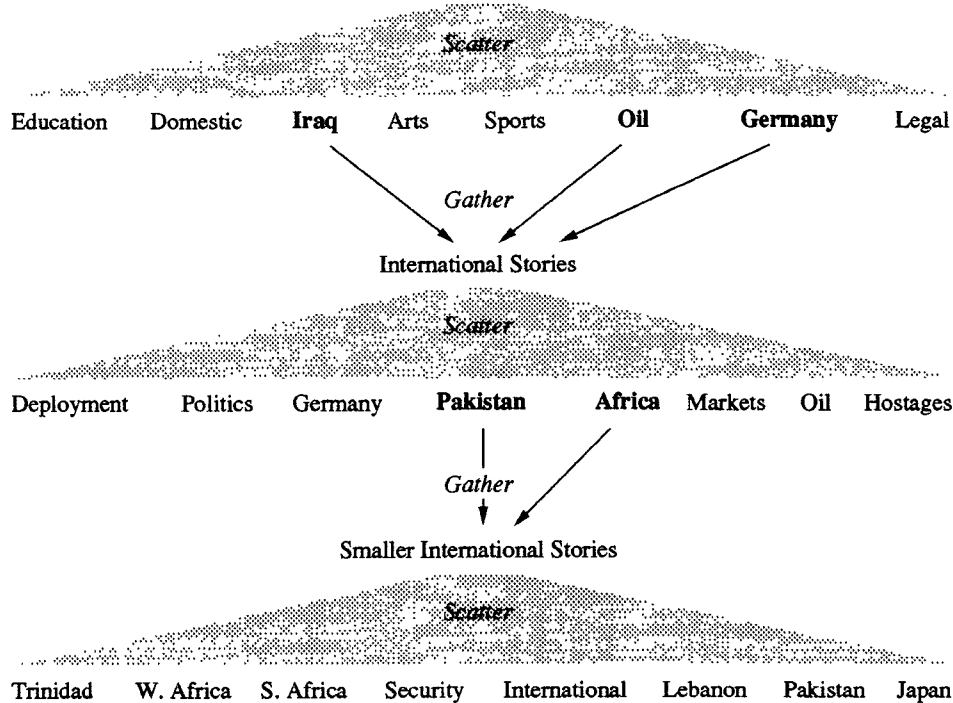 Scatter
Education Domestic Iraq Arts Sports Oil Germany Legal
Gather
International Stories
Scatter
Deployment Politics Germany Pakistan Africa Markets Oil Hostages
Gather
Smaller International Stories
Scatter
Trinidad W. Africa S. Africa Security International Lebanon Pakistan Japan